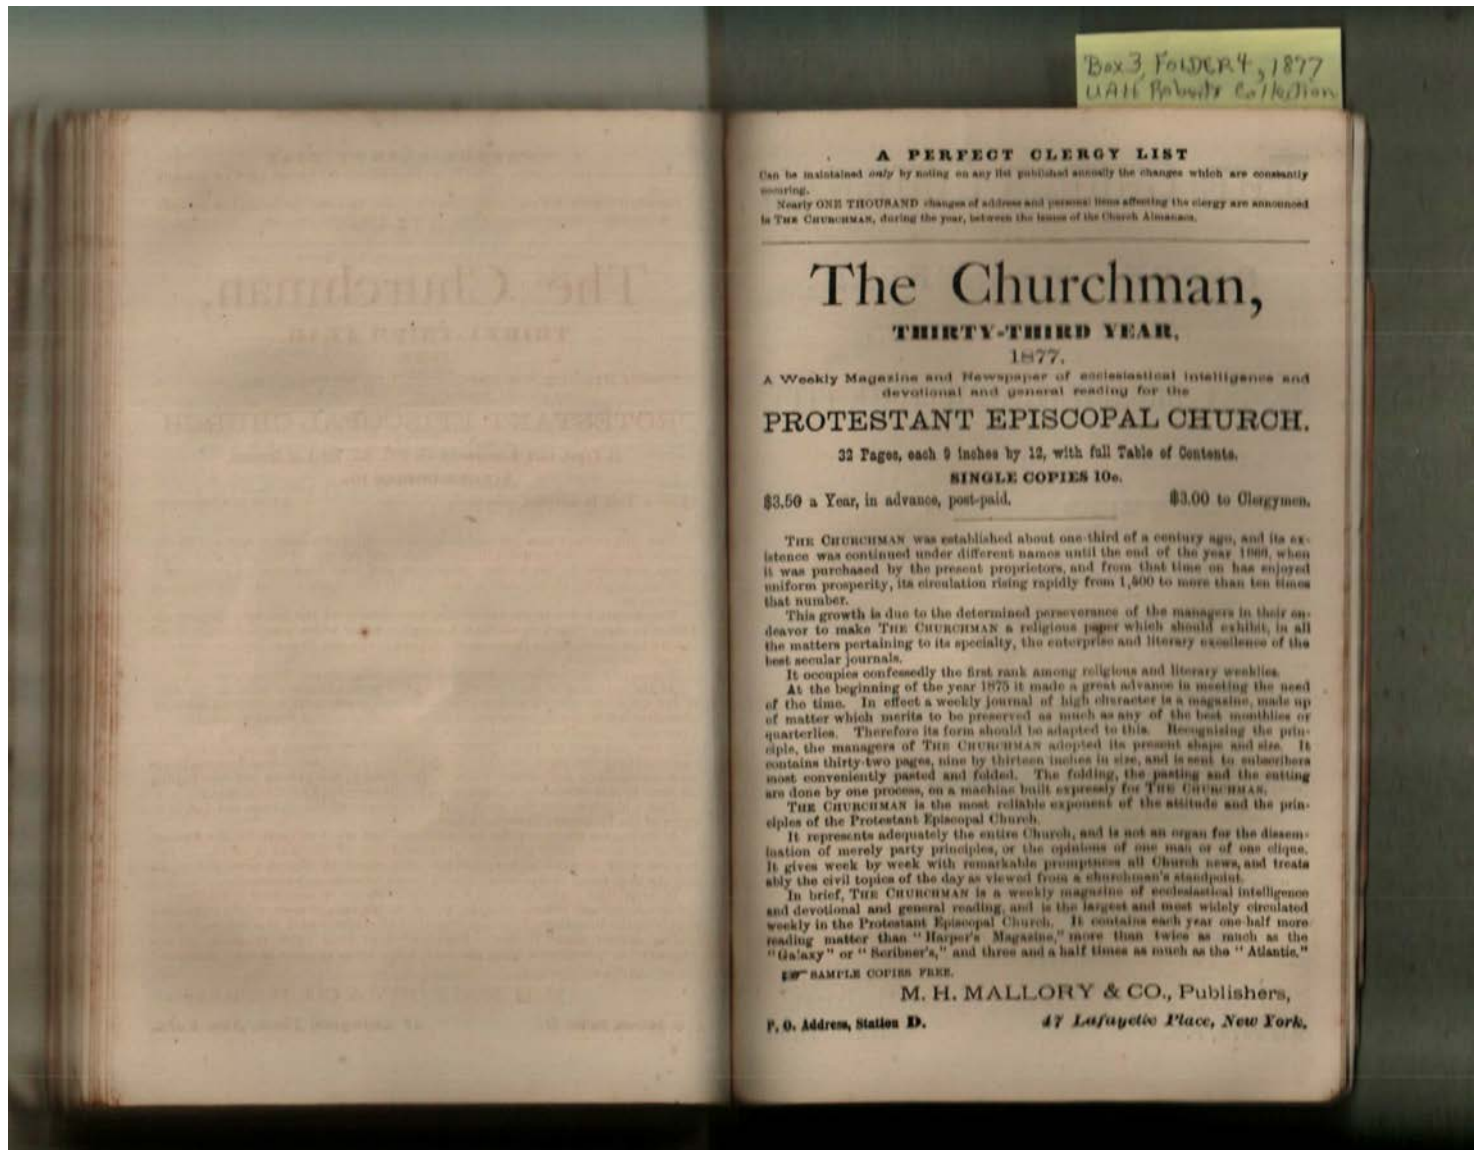 Box 3, FOLDER 4, 1877
UAH Roberts Collection
A PERFECT CLERGY LIST
Can be maintained only by noting on any list published annually the changes which are constantly
occuring.
Nearly ONE THOUSAND changes of address and personal items affecting the clergy are announced
in THE CHURCHMAN, during the year, between the issues of the Church Almanacs.
The Churchman,
THIRTY-THIRD YEAR,
1877.
A Weekly Magazine and Newspaper of ecclesiastical intelligence and
devotional and general reading for the
PROTESTANT EPISCOPAL CHURCH.
32 Pages, each 9 inches by 12, with full Table of Contents.
SINGLE COPIES 10c.
$3.50 a Year, in advance, post-paid. $3.00 to Clergymen.
THE CHURCHMAN was established about one-third of a century ago, and its ex-
istence was continued under different names until the end of the year 1866, when
it was purchased by the present proprietors, and from that time on has enjoyed
uniform prosperity, its circulation rising rapidly from 1,500 to more than ten times
that number.
This growth is due to the determined perseverance of the managers in their en-
deavor to make THE CHURCHMAN a religious paper which should exhibit, in all
the matters pertaining to its specialty, the enterprise and literary excellence of the
best secular journals.
It occupies confessedly the first rank among religious and literary weeklies.
At the beginning of the year 1875 it made a great advance in meeting the need
of the time. In effect a weekly journal of high character is a magazine, made up
of matter which merits to be preserved as much as any of the best monthlies or
quarterlies. Therefore its form should be adapted to this. Recognizing the prin-
ciple, the managers of THE CHURCHMAN adopted its present shape and size. It
contains thirty-two pages, nine by thirteen inches in size, and is sent to subscribers
most conveniently pasted and folded. The folding, the pasting and the cutting
are done by one process, on a machine built expressly for THE CHURCHMAN.
THE CHURCHMAN is the most reliable exponent of the attitude and the prin-
ciples of the Protestant Episcopal Church.
It represents adequately the entire Church, and is not an organ for the dissem-
ination of merely party principles, or the opinions of one man or of one clique.
It gives week by week with remarkable promptness all Church news, and treats
ably the civil topics of the day as viewed from a churchman's standpoint.
In brief, THE CHURCHMAN is a weekly magazine of ecclesiastical intelligence
and devotional and general reading, and is the largest and most widely circulated
weekly in the Protestant Episcopal Church. It contains each year one-half more
reading matter than "Harper's Magazine," more than twice as much as the
"Galaxy" or "Scribner's," and three and a half times as much as the "Atlantic."
☞ SAMPLE COPIES FREE.
M. H. MALLORY & CO., Publishers,
P. O. Address, Station D. 47 Lafayette Place, New York.